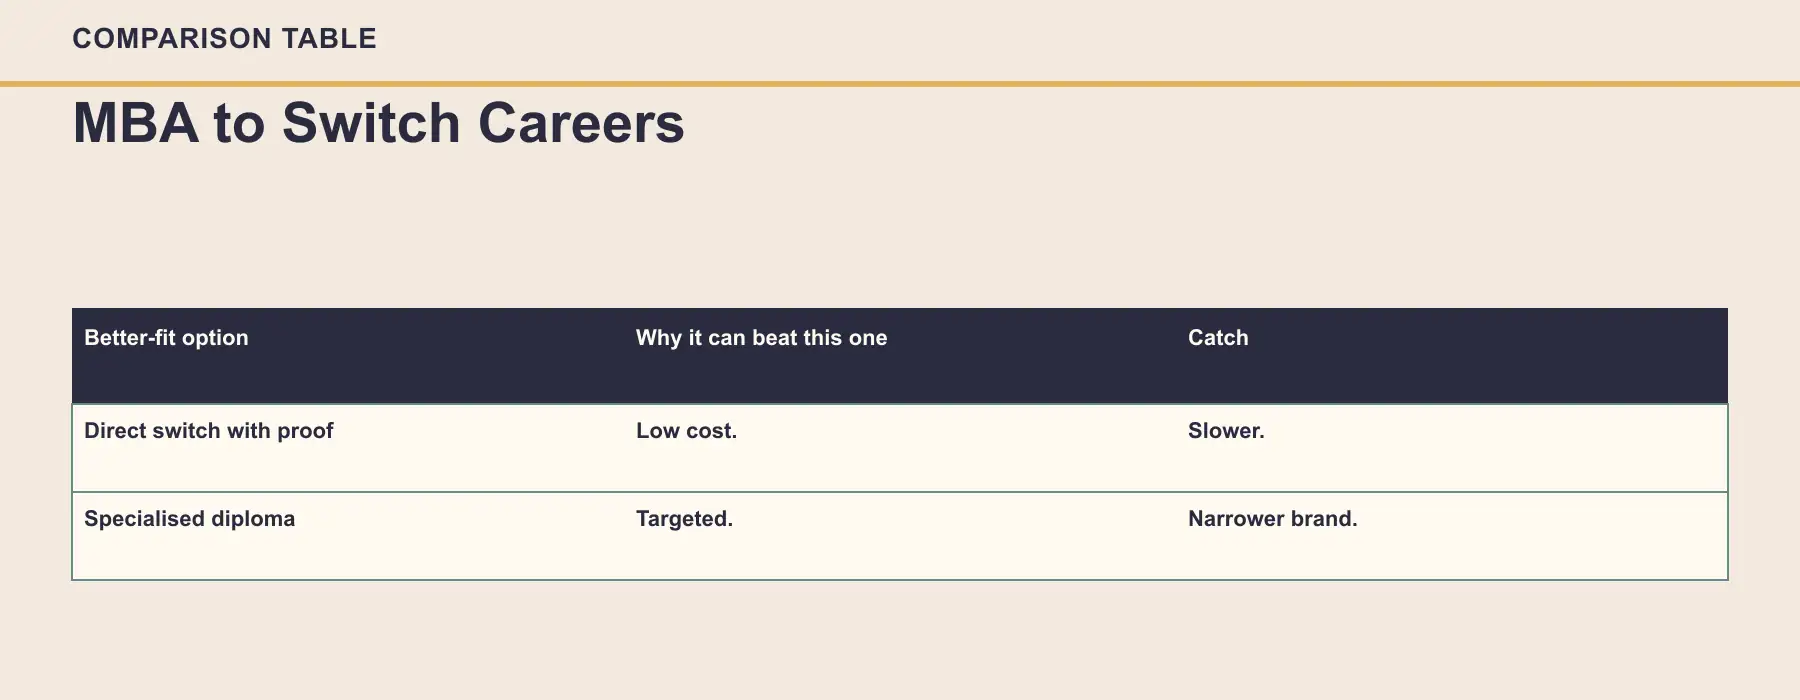 COMPARISON TABLE
MBA to Switch Careers
Better-fit option Why it can beat this one Catch
Direct switch with proof Low cost. Slower.
Specialised diploma Targeted. Narrower brand.